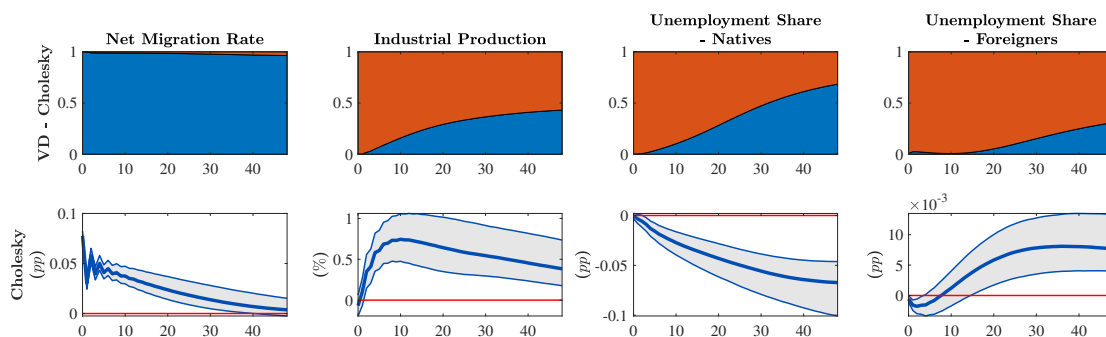 Net Migration Rate
Industrial Production
Unemployment Share
- Natives
Unemployment Share
- Foreigners
VD - Cholesky
1
0.5
0
0 10 20 30 40
1
0.5
0
0 10 20 30 40
1
0.5
0
0 10 20 30 40
1
0.5
0
0 10 20 30 40
Cholesky
(pp)
0.1
0.05
0
0 10 20 30 40
(%)
1
0.5
0
0 10 20 30 40
(pp)
0
-0.05
-0.1
0 10 20 30 40
(pp)
×10⁻³
10
5
0
0 10 20 30 40